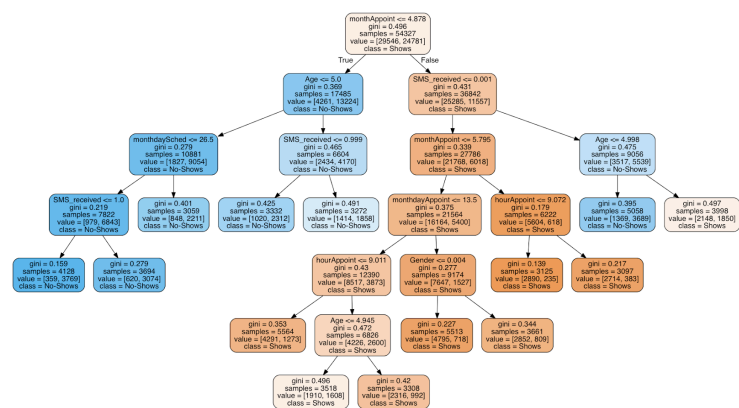 monthAppoint <= 4.878
gini = 0.496
samples = 54327
value = [29546, 24781]
class = Shows
True
False
Age <= 5.0
gini = 0.369
samples = 17485
value = [4261, 13224]
class = No-Shows
SMS_received <= 0.001
gini = 0.431
samples = 36842
value = [25285, 11557]
class = Shows
monthdaySched <= 26.5
gini = 0.279
samples = 10881
value = [1827, 9054]
class = No-Shows
SMS_received <= 0.999
gini = 0.465
samples = 6604
value = [2434, 4170]
class = No-Shows
monthAppoint <= 5.795
gini = 0.339
samples = 27786
value = [21768, 6018]
class = Shows
Age <= 4.998
gini = 0.475
samples = 9056
value = [3517, 5539]
class = No-Shows
SMS_received <= 1.0
gini = 0.219
samples = 7822
value = [979, 6843]
class = No-Shows
gini = 0.401
samples = 3059
value = [848, 2211]
class = No-Shows
gini = 0.425
samples = 3332
value = [1020, 2312]
class = No-Shows
gini = 0.491
samples = 3272
value = [1414, 1858]
class = No-Shows
monthdayAppoint <= 13.5
gini = 0.375
samples = 21564
value = [16164, 5400]
class = Shows
hourAppoint <= 9.072
gini = 0.179
samples = 6222
value = [5604, 618]
class = Shows
gini = 0.395
samples = 5058
value = [1369, 3689]
class = No-Shows
gini = 0.497
samples = 3998
value = [2148, 1850]
class = Shows
gini = 0.159
samples = 4128
value = [359, 3769]
class = No-Shows
gini = 0.279
samples = 3694
value = [620, 3074]
class = No-Shows
hourAppoint <= 9.011
gini = 0.43
samples = 12390
value = [8517, 3873]
class = Shows
Gender <= 0.004
gini = 0.277
samples = 9174
value = [7647, 1527]
class = Shows
gini = 0.139
samples = 3125
value = [2890, 235]
class = Shows
gini = 0.217
samples = 3097
value = [2714, 383]
class = Shows
gini = 0.353
samples = 5564
value = [4291, 1273]
class = Shows
Age <= 4.945
gini = 0.472
samples = 6826
value = [4226, 2600]
class = Shows
gini = 0.227
samples = 5513
value = [4795, 718]
class = Shows
gini = 0.344
samples = 3661
value = [2852, 809]
class = Shows
gini = 0.496
samples = 3518
value = [1910, 1608]
class = Shows
gini = 0.42
samples = 3308
value = [2316, 992]
class = Shows